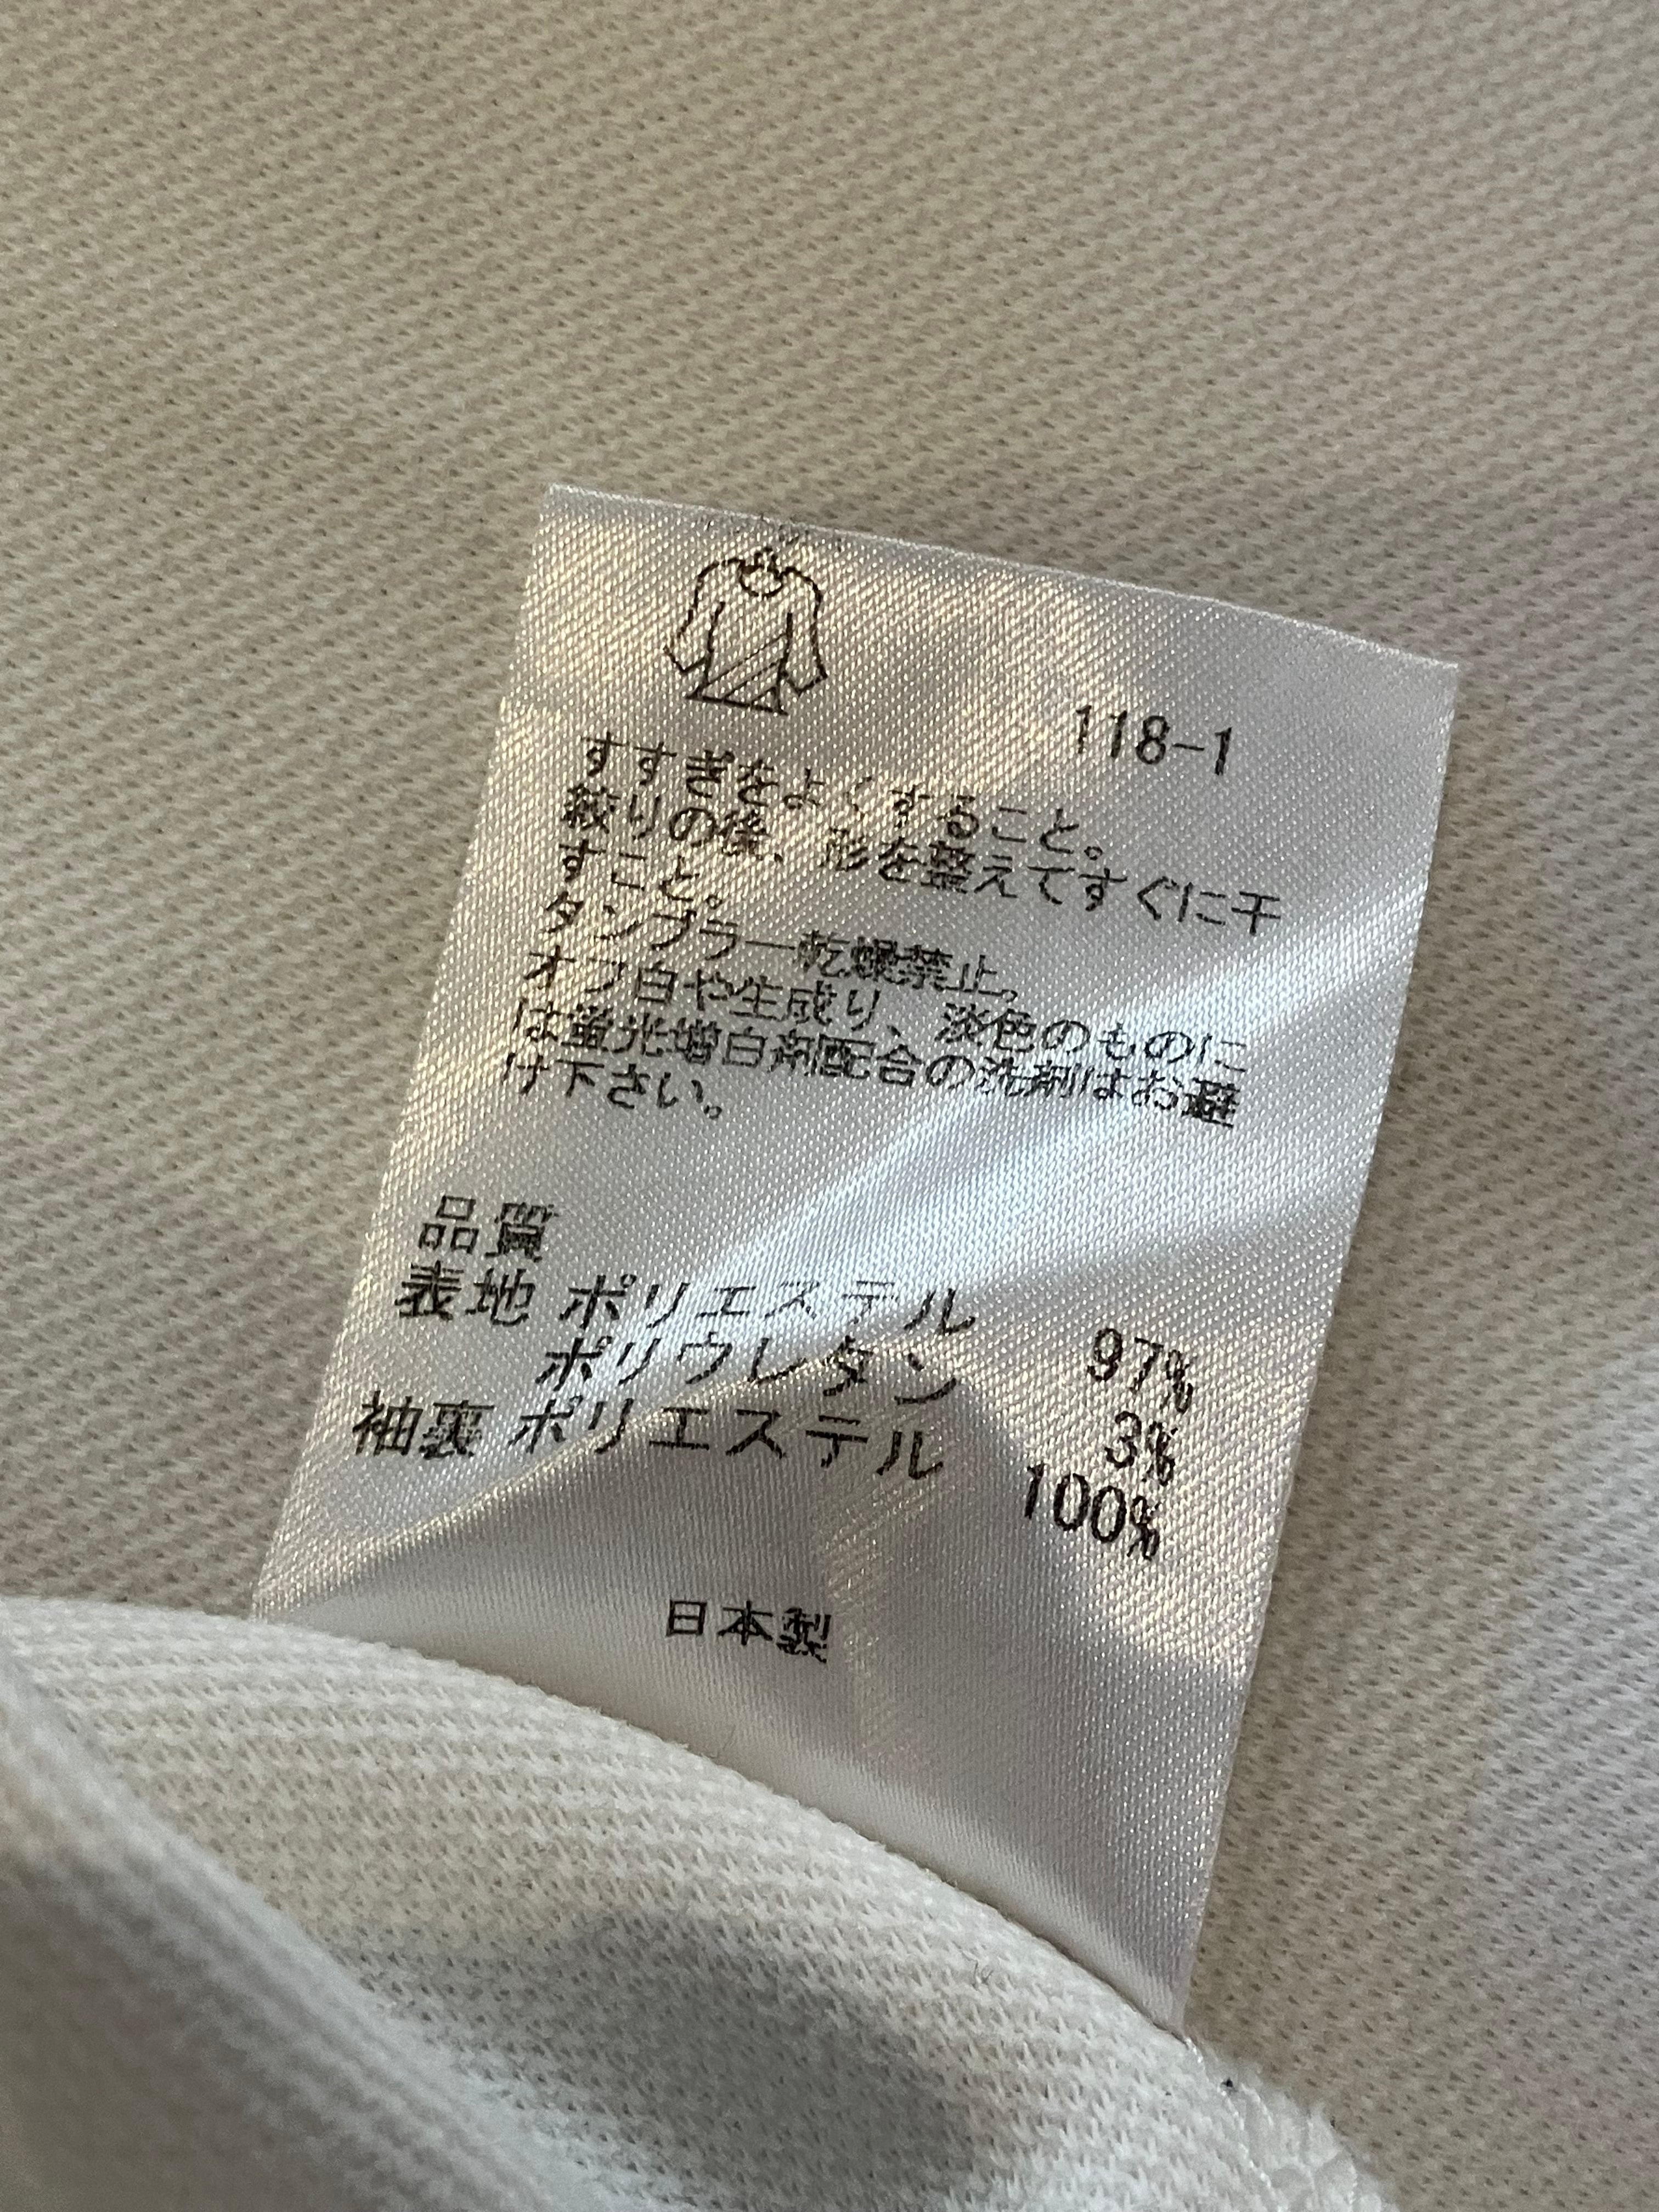 118-1
すすぎをよくすること。
絞りの後、形を整えてすぐに干
すこと。
タンブラー乾燥禁止。
オフ白や生成り、淡色のものに
は蛍光増白剤配合の洗剤はお避
け下さい。
品質
表地 ポリエステル 97%
ポリウレタン 3%
袖裏 ポリエステル 100%
日本製